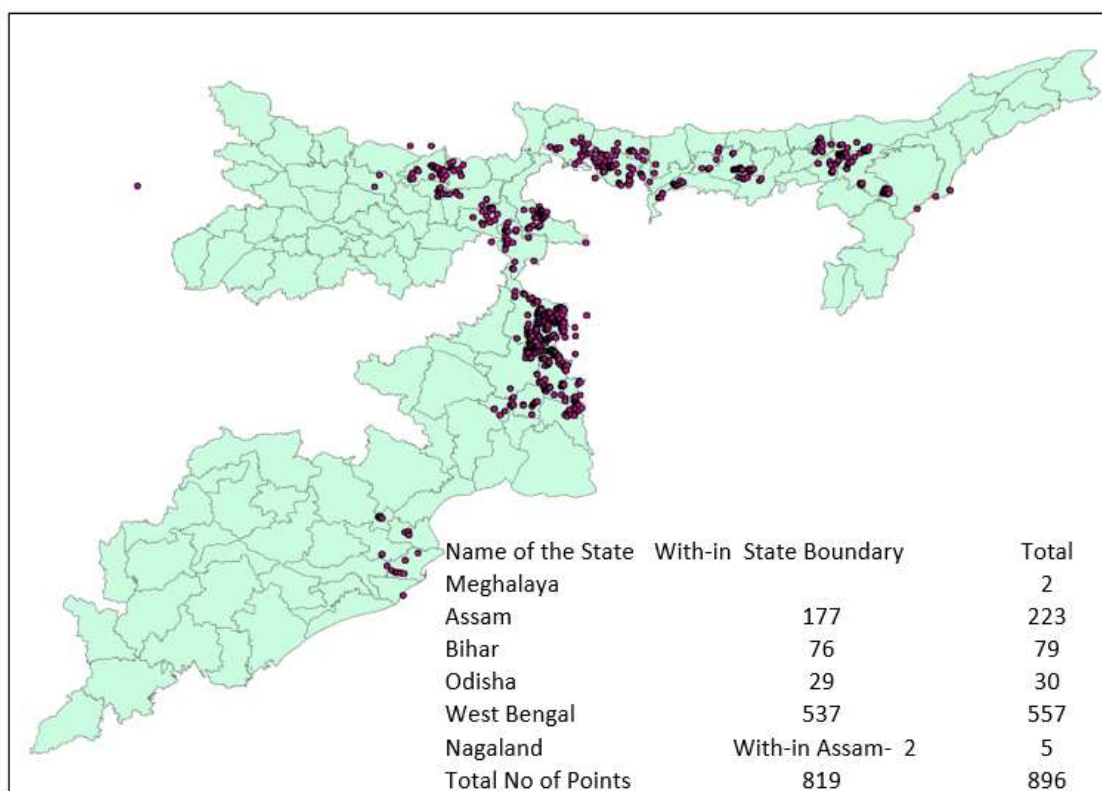 Name of the State With-in State Boundary Total
Meghalaya 2
Assam 177 223
Bihar 76 79
Odisha 29 30
West Bengal 537 557
Nagaland With-in Assam- 2 5
Total No of Points 819 896